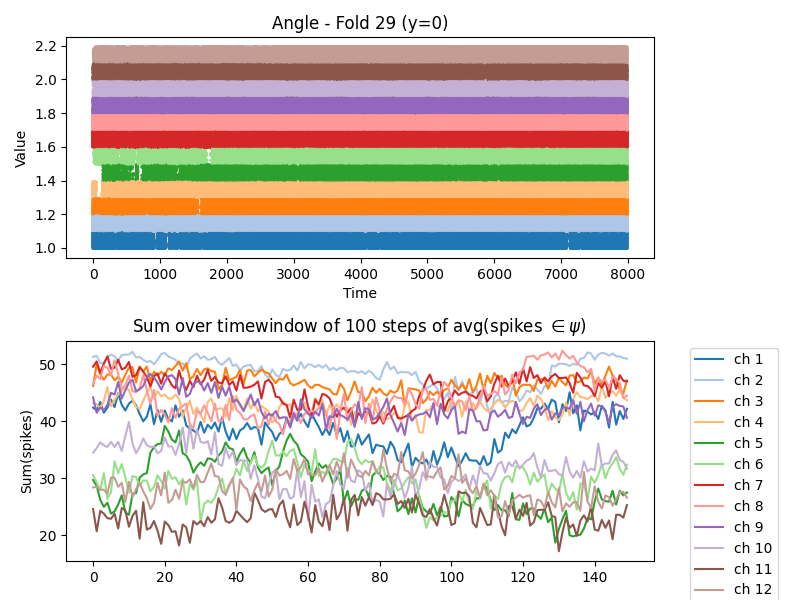 Angle - Fold 29 (y=0)
2.2
2.0
1.8
1.6
1.4
1.2
1.0
Value
0 1000 2000 3000 4000 5000 6000 7000 8000
Time
Sum over timewindow of 100 steps of avg(spikes ∈ ψ)
50
40
30
20
Sum(spikes)
0 20 40 60 80 100 120 140
ch 1
ch 2
ch 3
ch 4
ch 5
ch 6
ch 7
ch 8
ch 9
ch 10
ch 11
ch 12